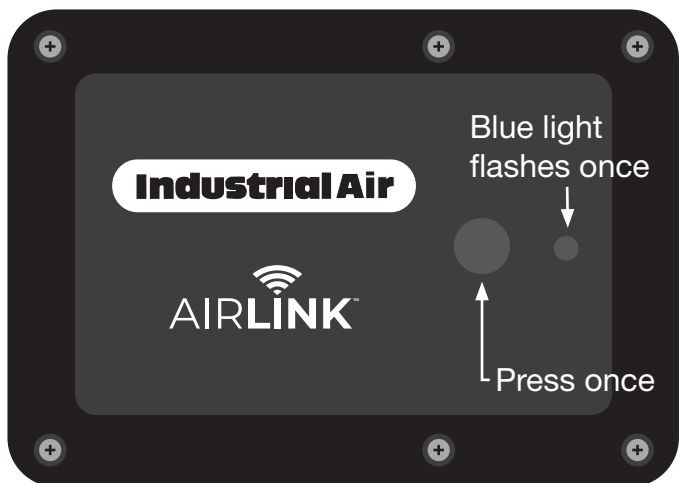 Blue light
flashes once
Industrial Air
AIRLINK™
Press once